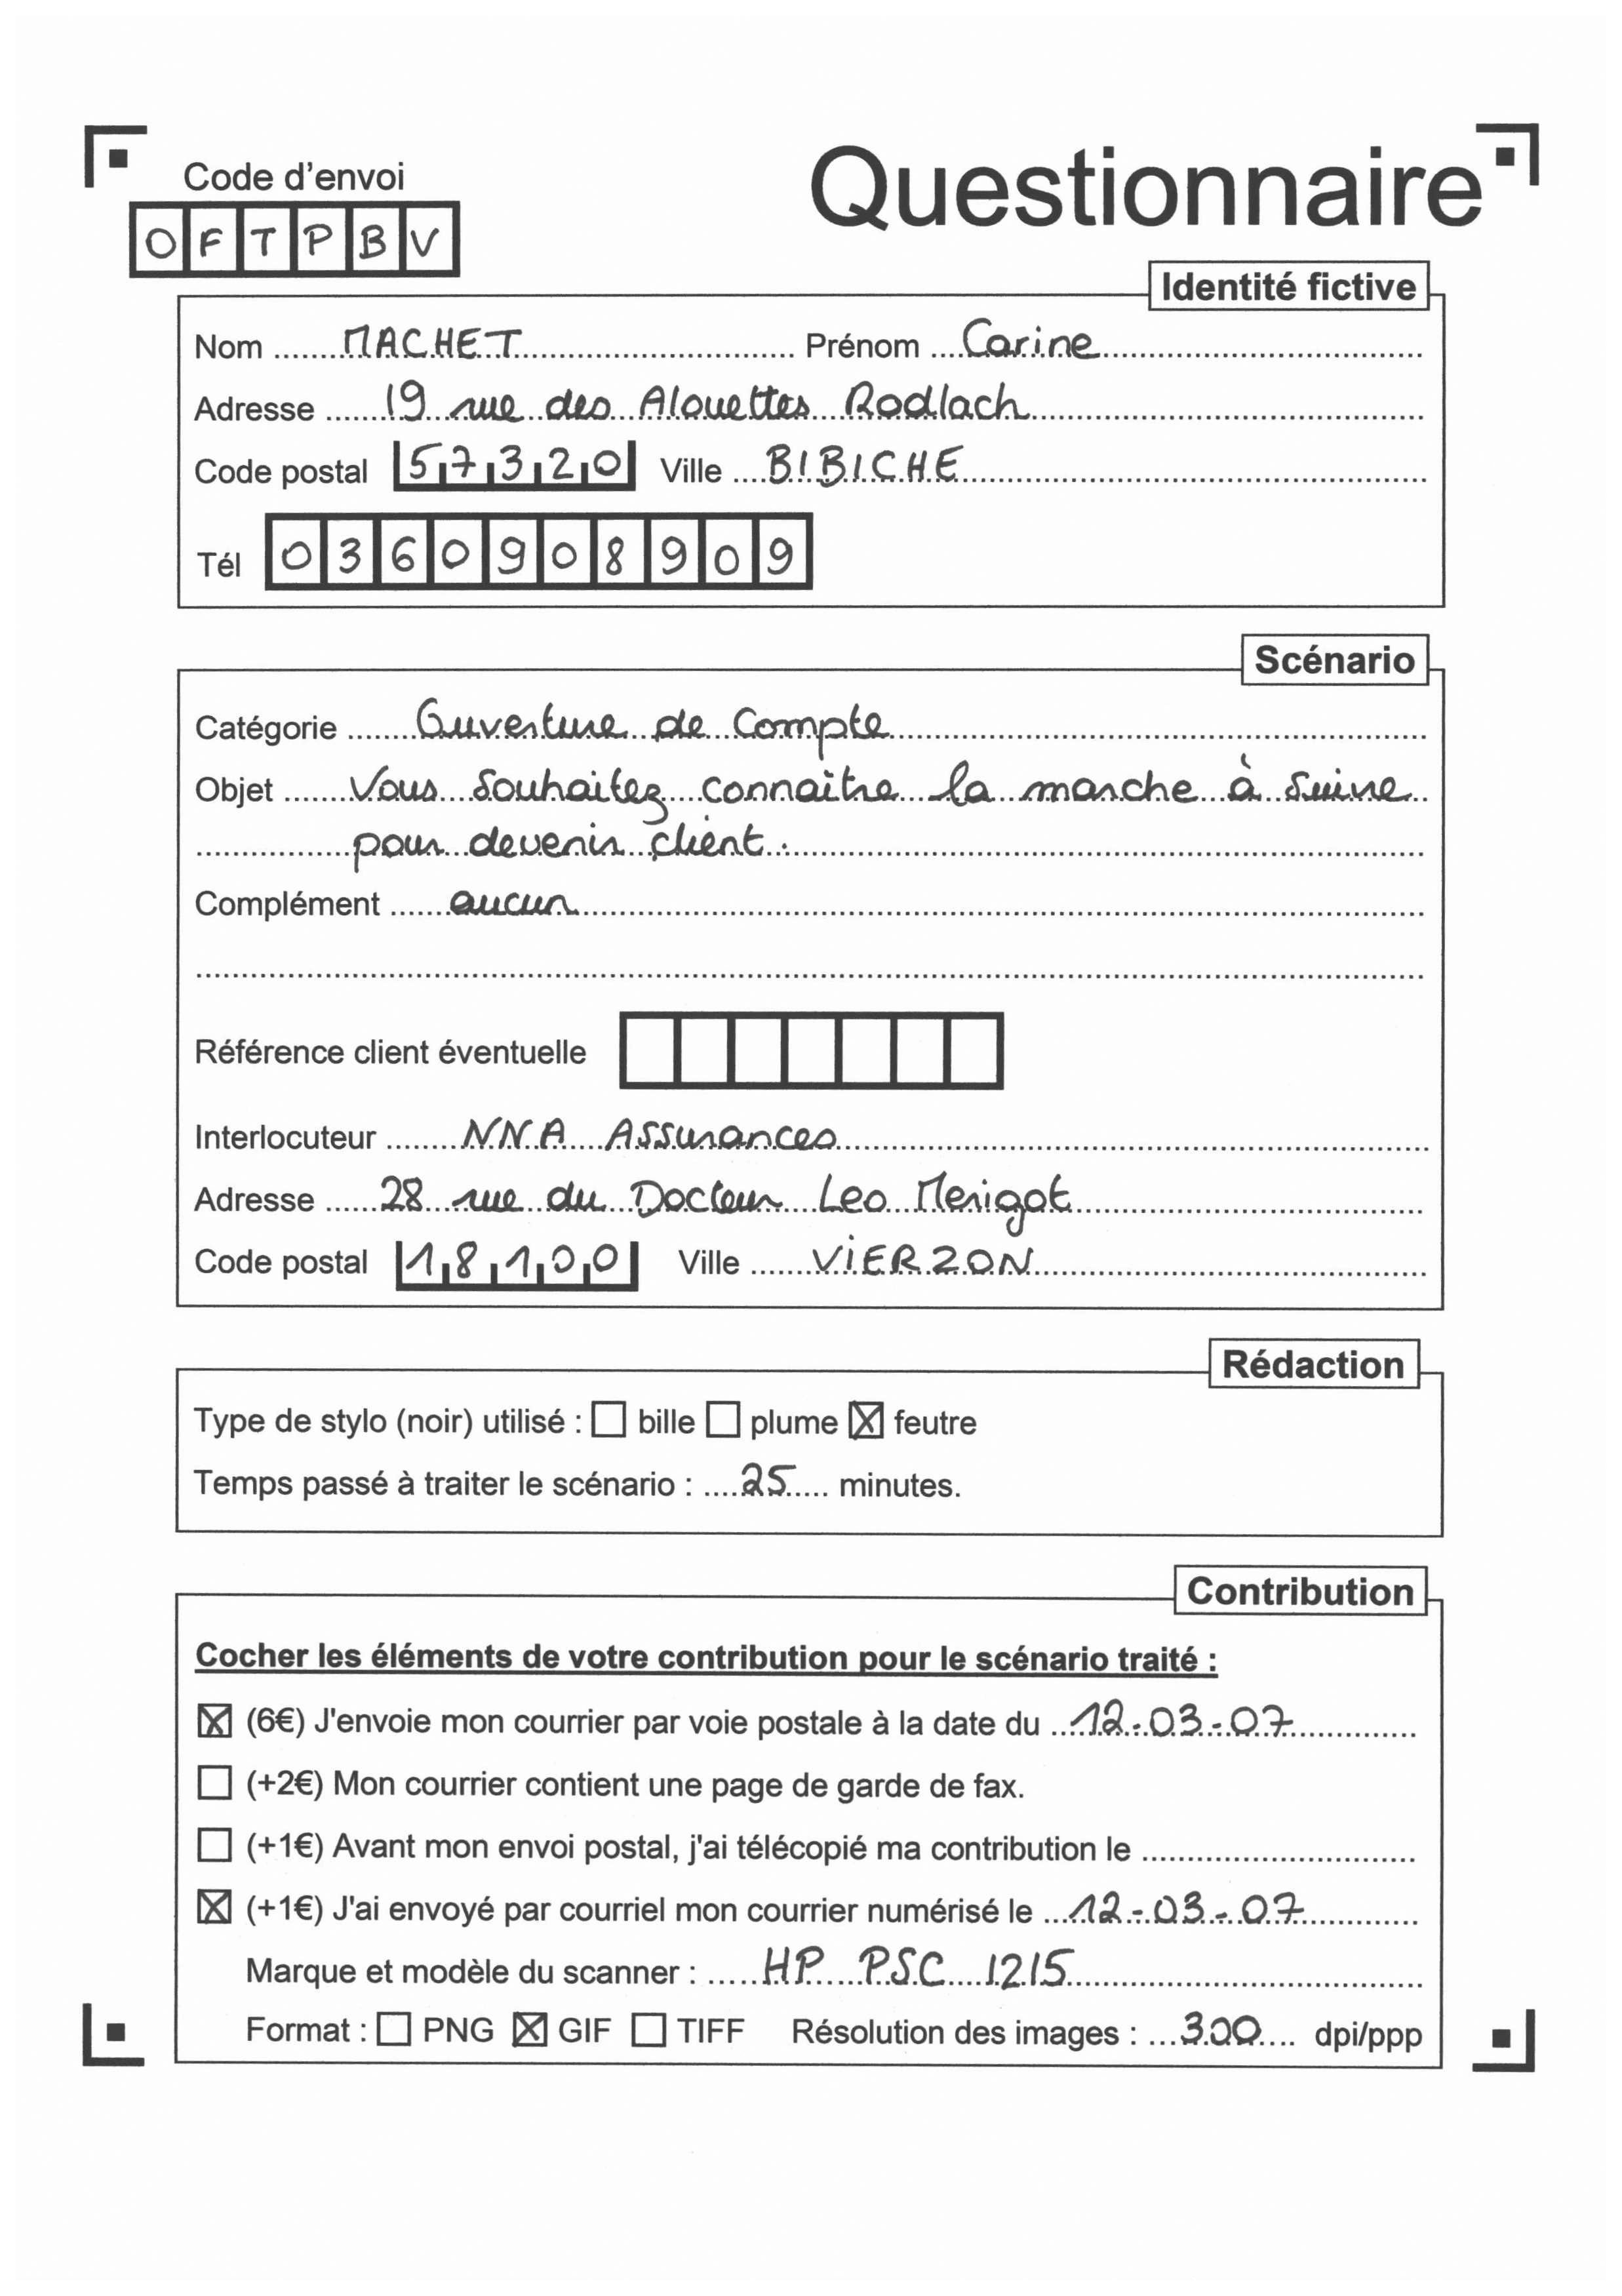 Code d'envoi
Questionnaire
OFTPBV
Identité fictive
Nom MACHET Prénom Carine
Adresse 19 rue des Alouettes Rodlach
Code postal 57320 Ville BIBICHE
Tél 0360908909
Scénario
Catégorie Ouverture de Compte
Objet Vous souhaitez connaître la marche à suivre
pour devenir client.
Complément aucun
Référence client éventuelle
Interlocuteur NNA Assurances
Adresse 28 rue du Docteur Leo Merigot
Code postal 18100 Ville VIERZON
Rédaction
Type de stylo (noir) utilisé : ☐ bille ☐ plume ☒ feutre
Temps passé à traiter le scénario : 25 minutes.
Contribution
Cocher les éléments de votre contribution pour le scénario traité :
☒ (6€) J'envoie mon courrier par voie postale à la date du 12-03-07
☐ (+2€) Mon courrier contient une page de garde de fax.
☐ (+1€) Avant mon envoi postal, j'ai télécopié ma contribution le
☒ (+1€) J'ai envoyé par courriel mon courrier numérisé le 12-03-07
Marque et modèle du scanner : HP PSC 1215
Format : ☐ PNG ☒ GIF ☐ TIFF Résolution des images : 300 dpi/ppp